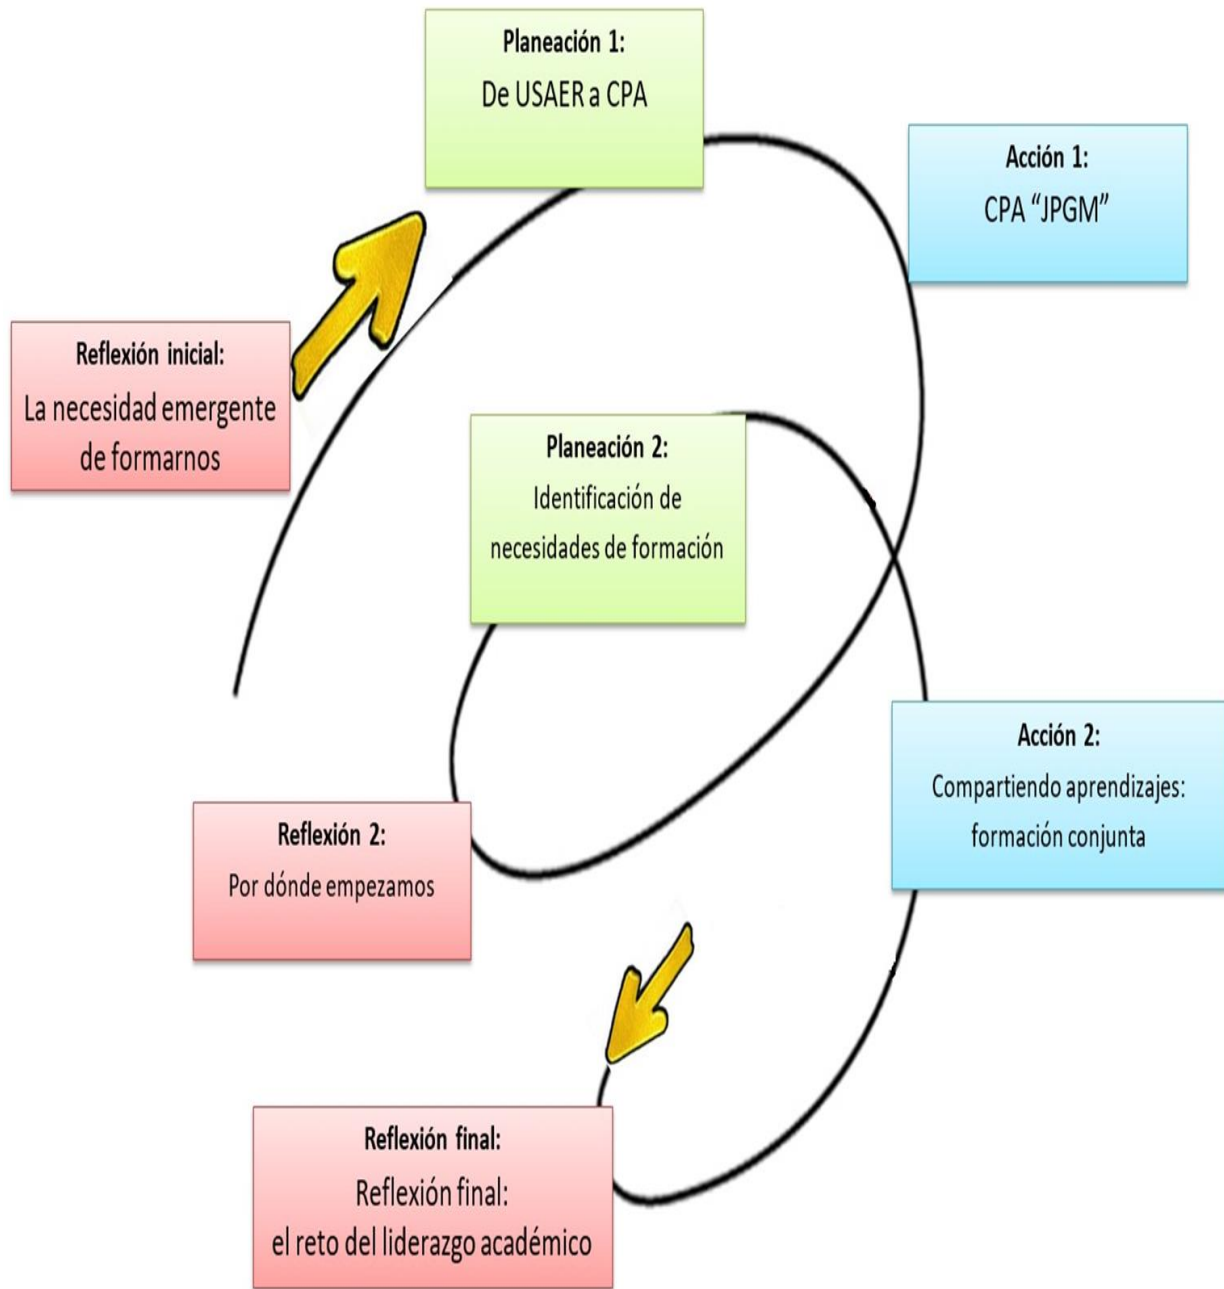 Planeación 1:
De USAER a CPA
Acción 1:
CPA “JPGM”
Reflexión inicial:
La necesidad emergente
de formarnos
Planeación 2:
Identificación de
necesidades de formación
Acción 2:
Compartiendo aprendizajes:
formación conjunta
Reflexión 2:
Por dónde empezamos
Reflexión final:
Reflexión final:
el reto del liderazgo académico